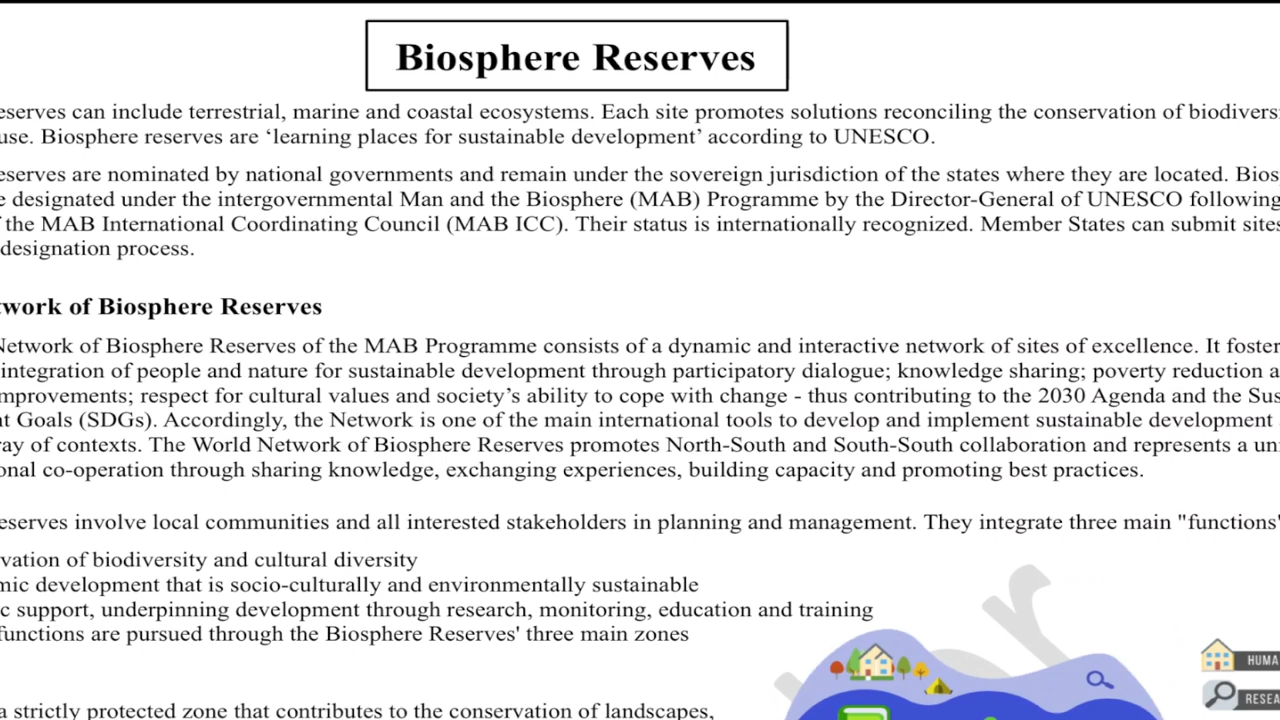 Biosphere Reserves
eserves can include terrestrial, marine and coastal ecosystems. Each site promotes solutions reconciling the conservation of biodiversi
use. Biosphere reserves are ‘learning places for sustainable development’ according to UNESCO.
eserves are nominated by national governments and remain under the sovereign jurisdiction of the states where they are located. Bios
e designated under the intergovernmental Man and the Biosphere (MAB) Programme by the Director-General of UNESCO following
f the MAB International Coordinating Council (MAB ICC). Their status is internationally recognized. Member States can submit sites
designation process.
twork of Biosphere Reserves
Network of Biosphere Reserves of the MAB Programme consists of a dynamic and interactive network of sites of excellence. It foster
integration of people and nature for sustainable development through participatory dialogue; knowledge sharing; poverty reduction a
mprovements; respect for cultural values and society’s ability to cope with change - thus contributing to the 2030 Agenda and the Sus
nt Goals (SDGs). Accordingly, the Network is one of the main international tools to develop and implement sustainable development
ray of contexts. The World Network of Biosphere Reserves promotes North-South and South-South collaboration and represents a uni
onal co-operation through sharing knowledge, exchanging experiences, building capacity and promoting best practices.
eserves involve local communities and all interested stakeholders in planning and management. They integrate three main "functions"
vation of biodiversity and cultural diversity
mic development that is socio-culturally and environmentally sustainable
c support, underpinning development through research, monitoring, education and training
functions are pursued through the Biosphere Reserves' three main zones
HUMA
RESEA
a strictly protected zone that contributes to the conservation of landscapes,